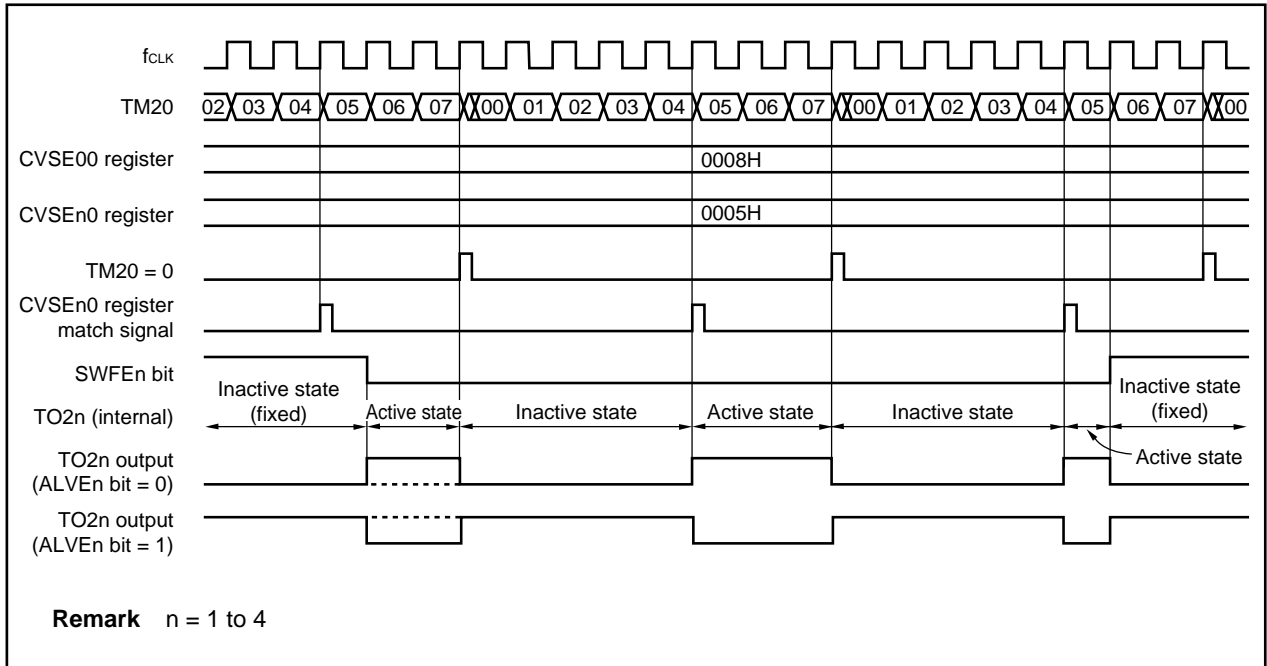 fCLK
TM20 02 03 04 05 06 07 00 01 02 03 04 05 06 07 00 01 02 03 04 05 06 07 00
CVSE00 register 0008H
CVSEn0 register 0005H
TM20 = 0
CVSEn0 register
match signal
SWFEn bit
TO2n (internal)
Inactive state
(fixed)
Active state
Inactive state
Active state
Inactive state
Inactive state
(fixed)
Active state
TO2n output
(ALVEn bit = 0)
TO2n output
(ALVEn bit = 1)
Remark n = 1 to 4